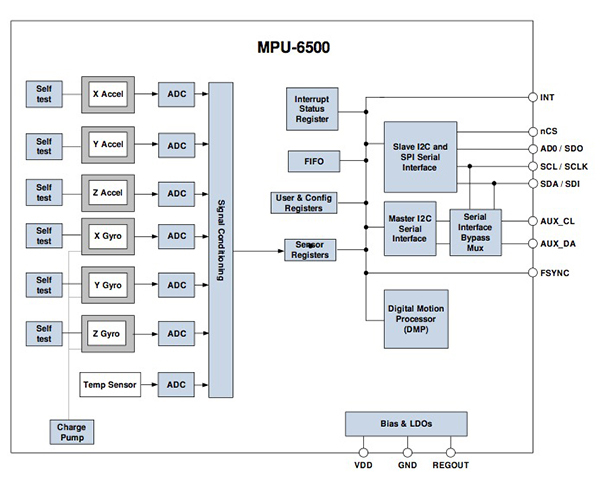 MPU-6500
Self
test
X Accel
ADC
Self
test
Y Accel
ADC
Self
test
Z Accel
ADC
Self
test
X Gyro
ADC
Self
test
Y Gyro
ADC
Self
test
Z Gyro
ADC
Temp Sensor
ADC
Charge
Pump
Signal Conditioning
Interrupt
Status
Register
FIFO
User & Config
Registers
Sensor
Registers
Slave I2C and
SPI Serial
Interface
Master I2C
Serial
Interface
Serial
Interface
Bypass
Mux
Digital Motion
Processor
(DMP)
INT
nCS
AD0 / SDO
SCL / SCLK
SDA / SDI
AUX_CL
AUX_DA
FSYNC
Bias & LDOs
VDD
GND
REGOUT